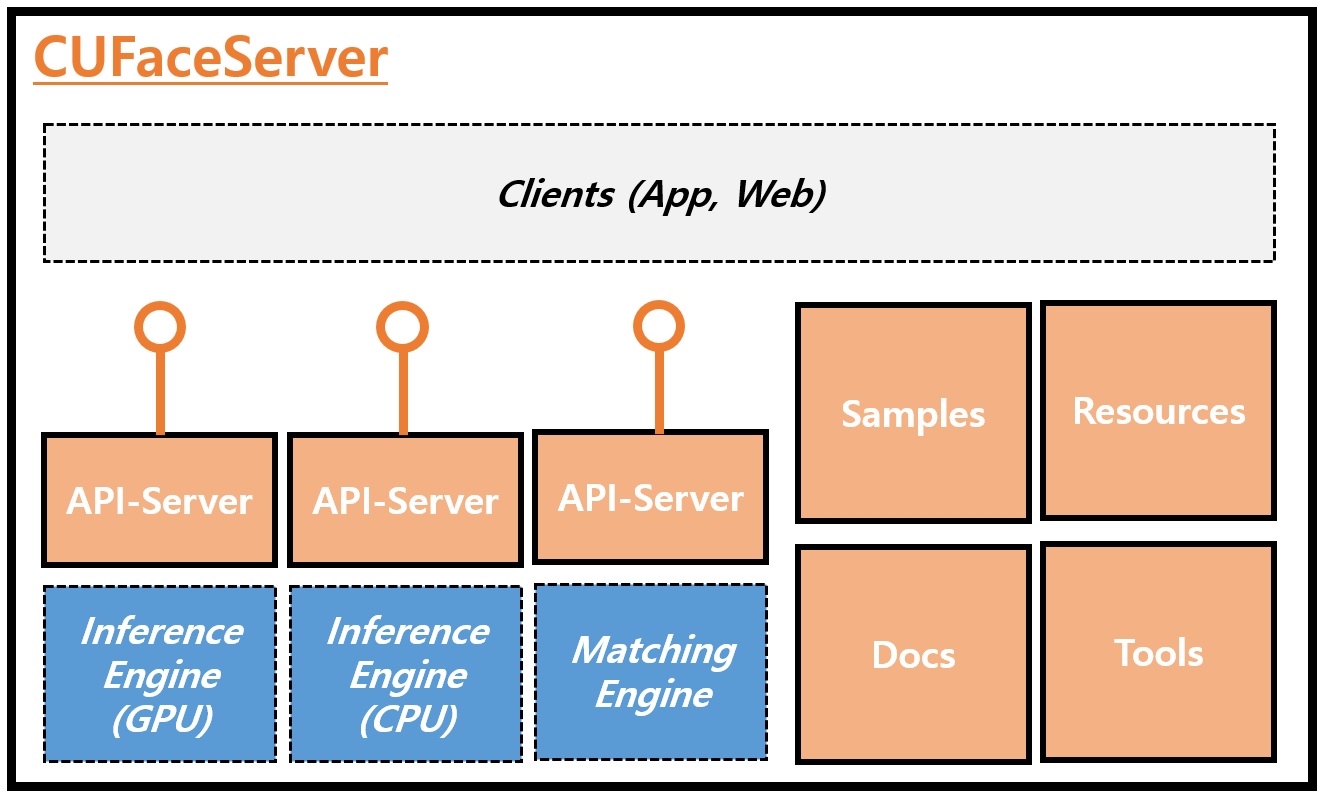 CUFaceServer
Clients (App, Web)
API-Server
API-Server
API-Server
Samples
Resources
Inference
Engine
(GPU)
Inference
Engine
(CPU)
Matching
Engine
Docs
Tools